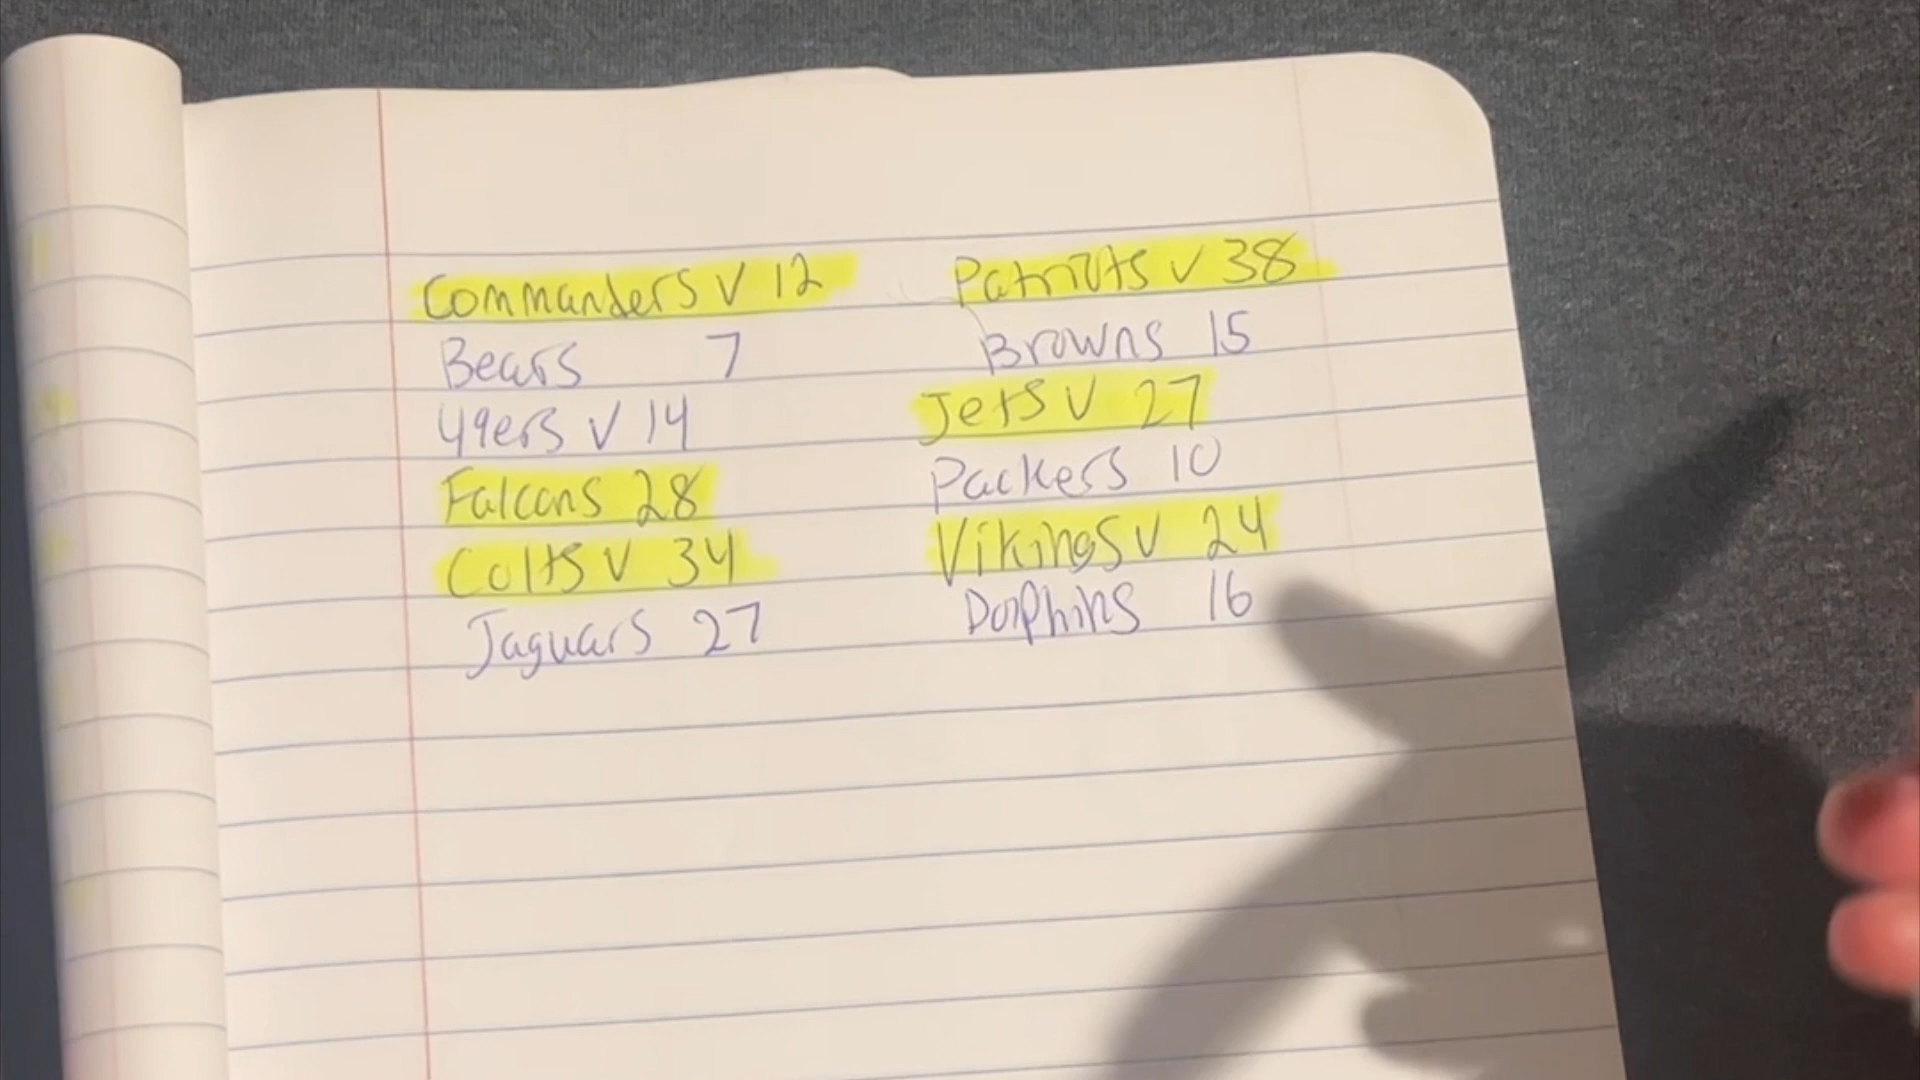 Commanders v 12 Patriots v 38
Bears 7 Browns 15
49ers v 14 Jets v 27
Falcons 28 Packers 10
Colts v 34 Vikings v 24
Jaguars 27 Dolphins 16